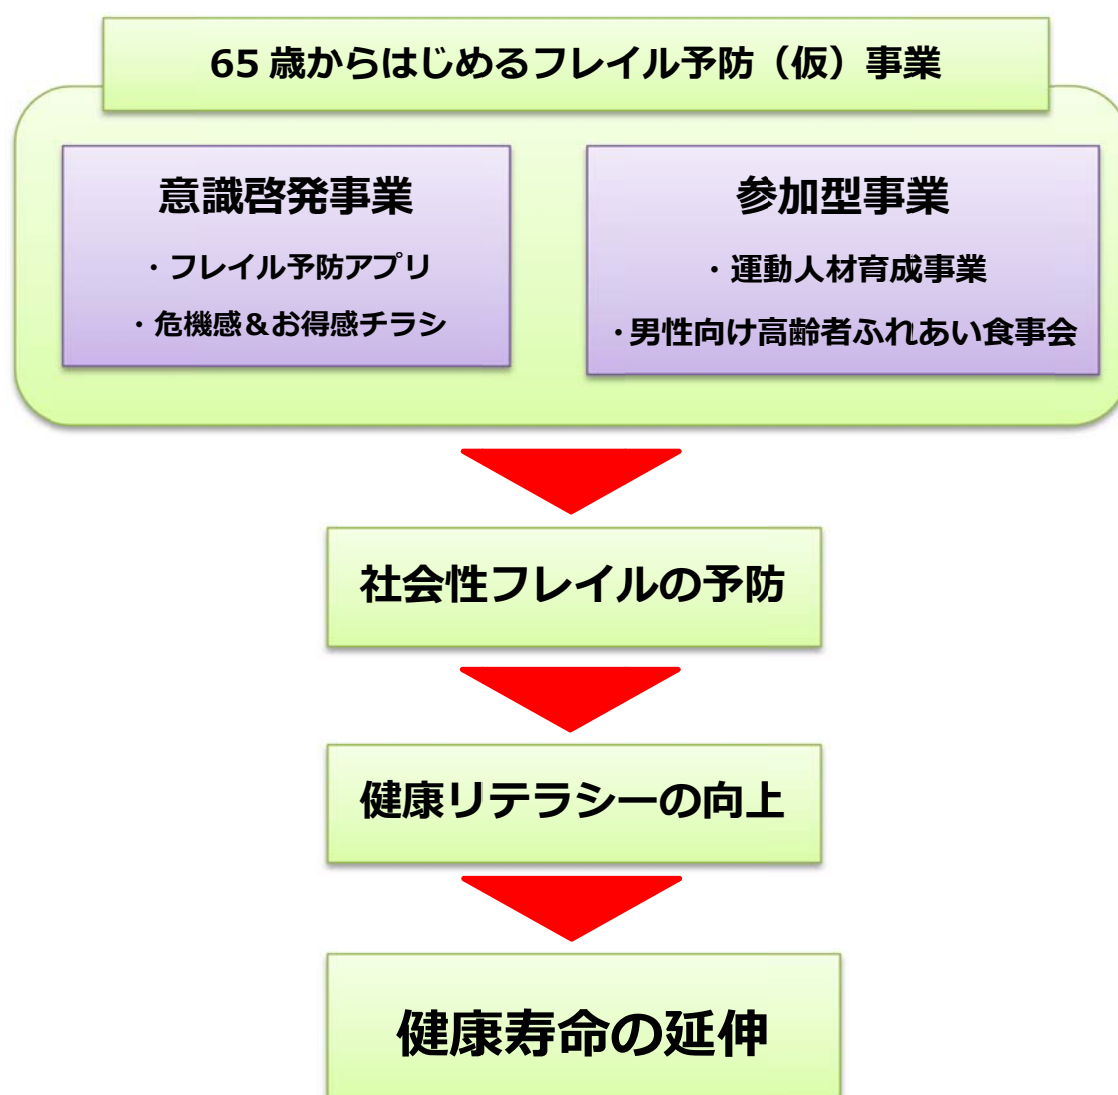 65 歳からはじめるフレイル予防（仮）事業
意識啓発事業
・フレイル予防アプリ
・危機感＆お得感チラシ
参加型事業
・運動人材育成事業
・男性向け高齢者ふれあい食事会
社会性フレイルの予防
健康リテラシーの向上
健康寿命の延伸